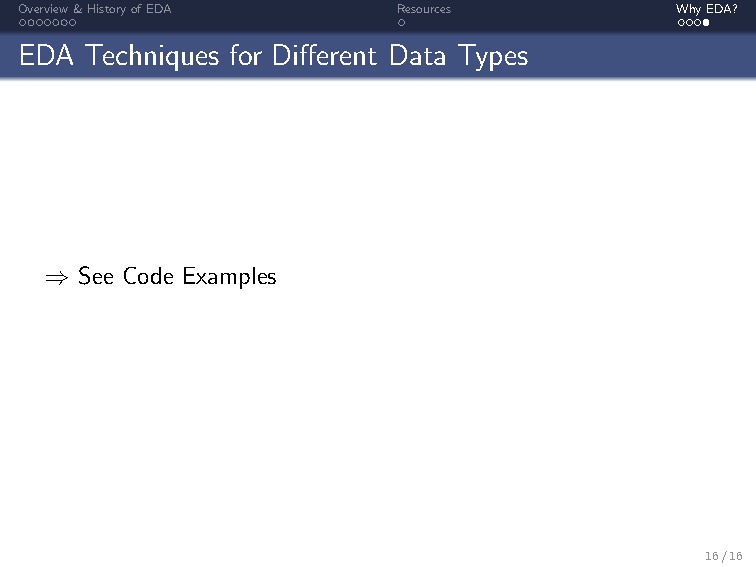 Overview & History of EDA
Resources
Why EDA?
EDA Techniques for Different Data Types
⇒ See Code Examples
16 / 16